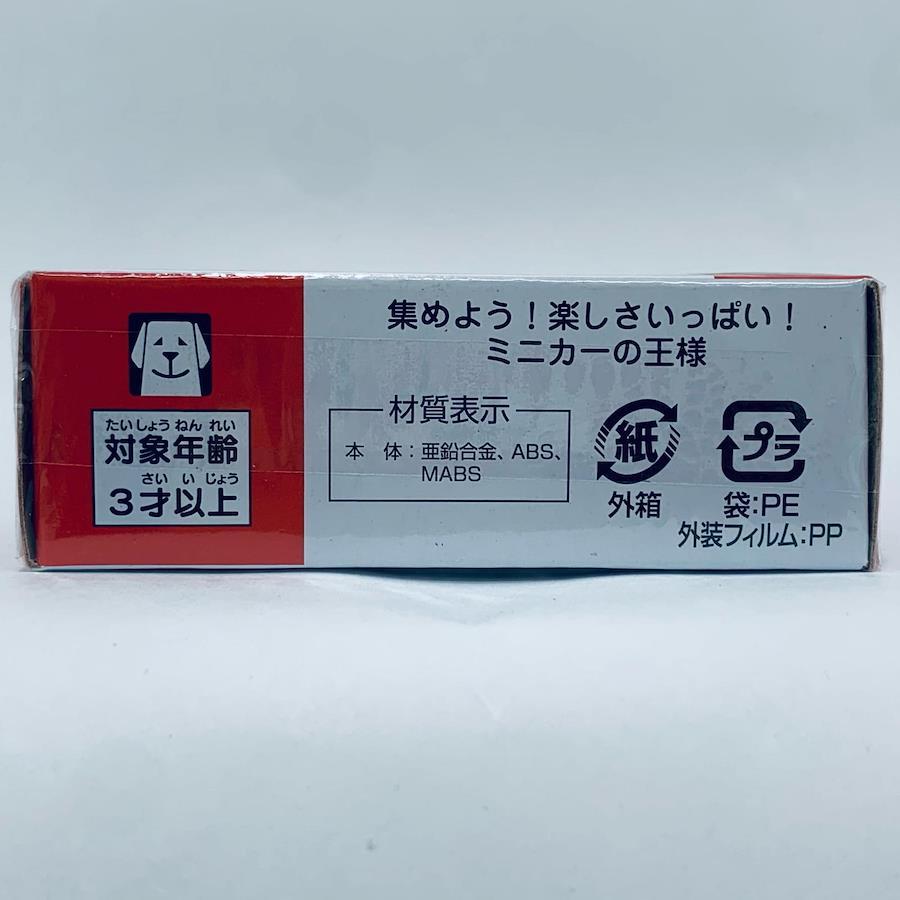 集めよう！楽しさいっぱい！
ミニカーの王様
たいしょうねんれい
対象年齢
さいいじょう
3才以上
材質表示
本　体：亜鉛合金、ABS、
MABS
紙
外箱
プラ
袋：PE
外装フィルム：PP